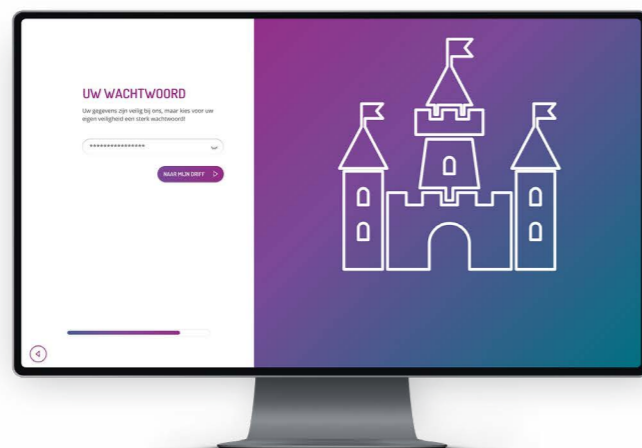 UW WACHTWOORD
Uw gegevens zijn veilig bij ons, maar kies voor uw
eigen veiligheid een sterk wachtwoord!
****************
NAAR MIJN DRIFF